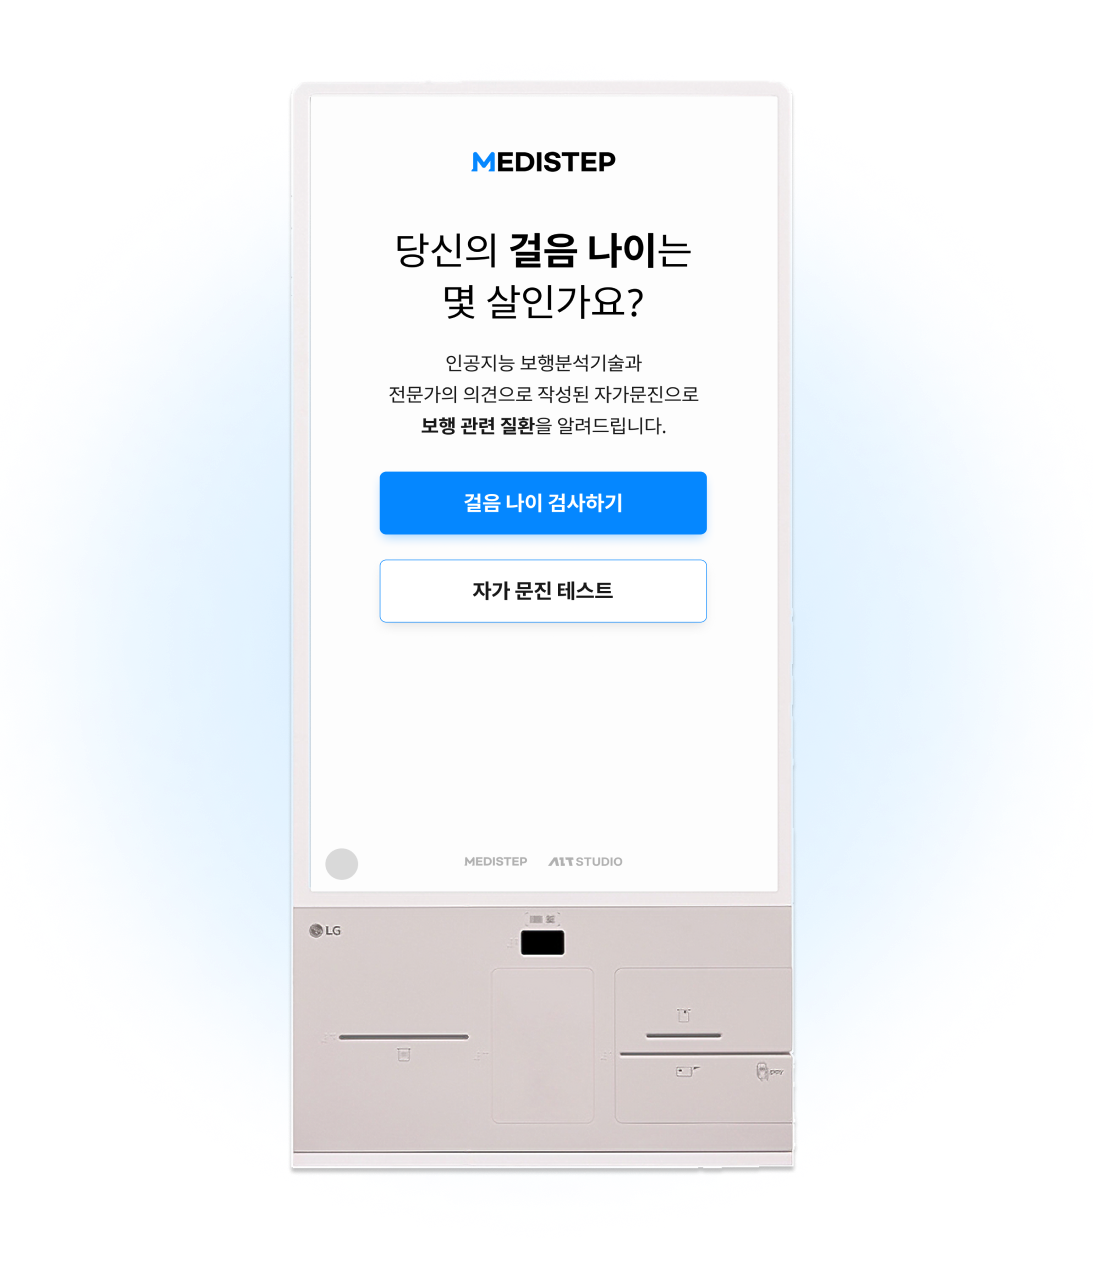 MEDISTEP
당신의 걸음 나이는
몇 살인가요?
인공지능 보행분석기술과
전문가의 의견으로 작성된 자가문진으로
보행 관련 질환을 알려드립니다.
걸음 나이 검사하기
자가 문진 테스트
MEDISTEP AIT STUDIO
LG
pay